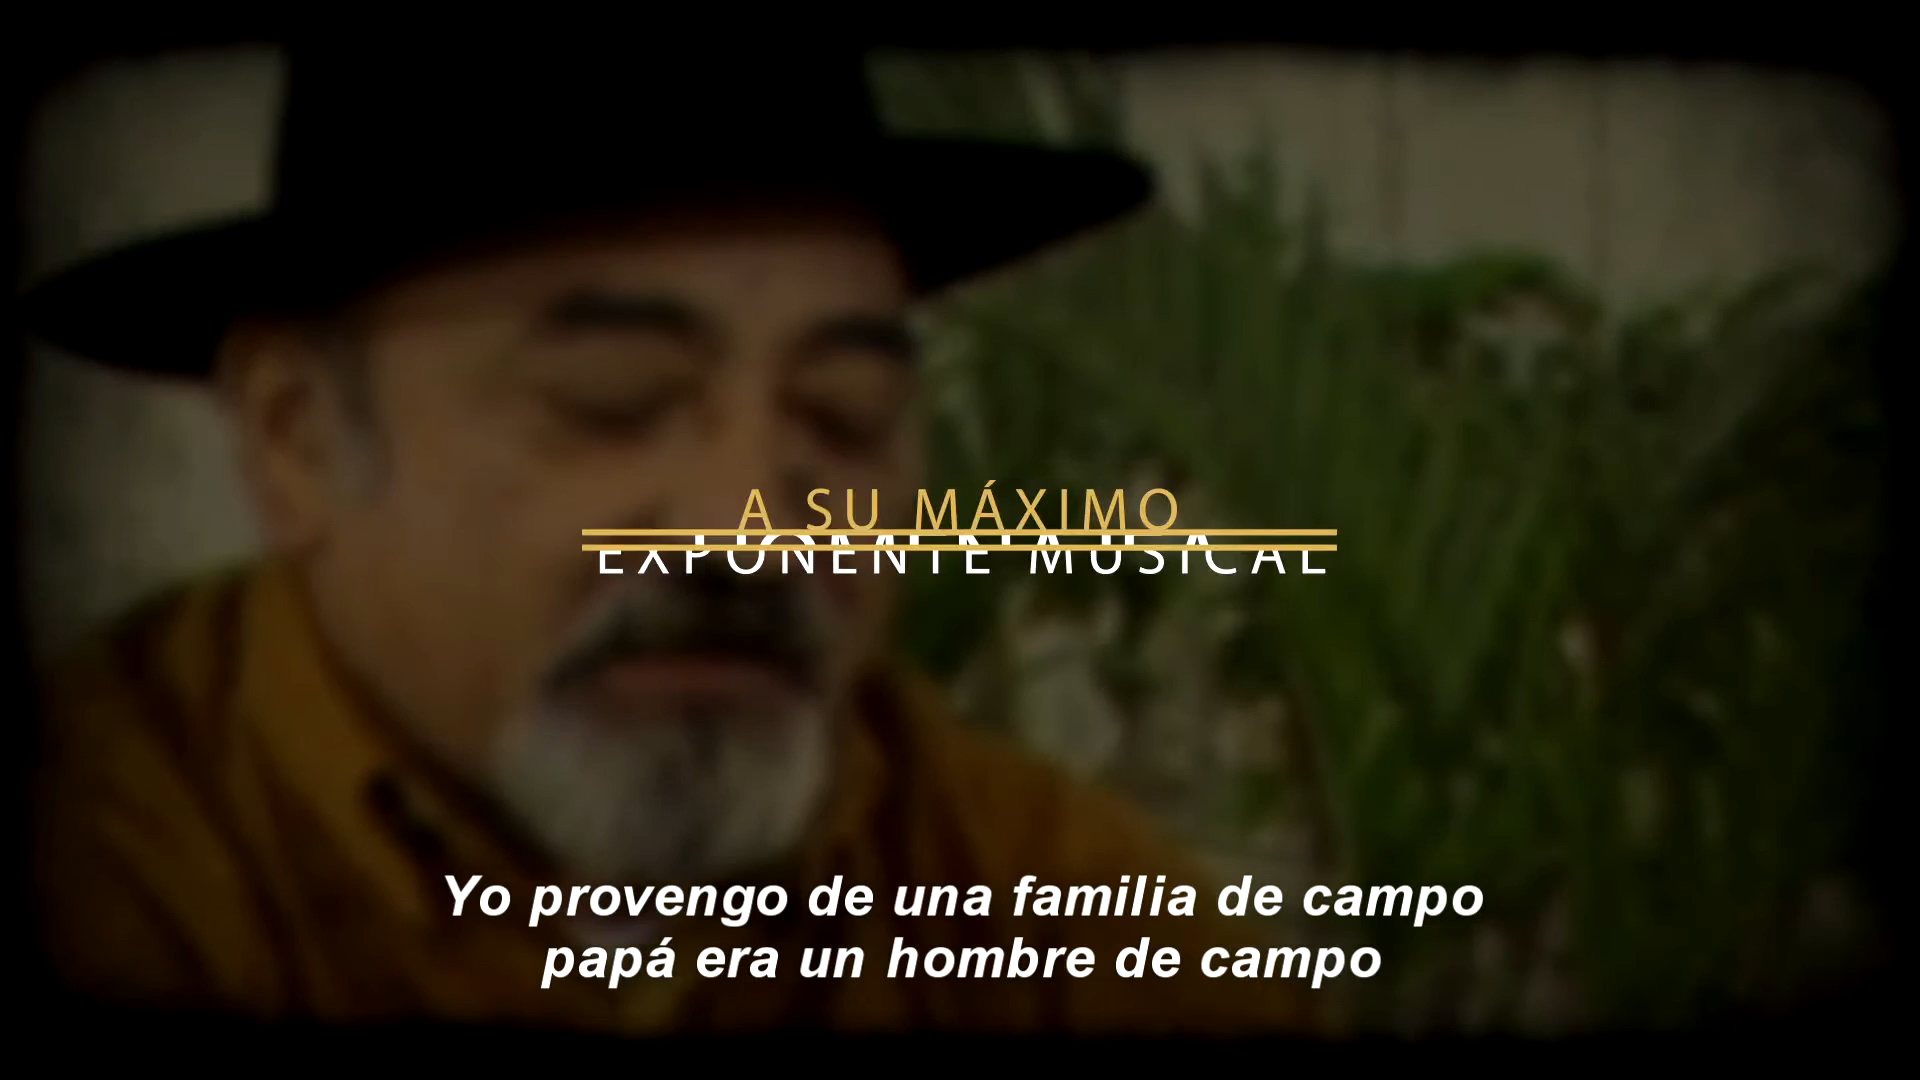 A SU MÁXIMO
EXPONENTE MUSICAL
Yo provengo de una familia de campo
papá era un hombre de campo